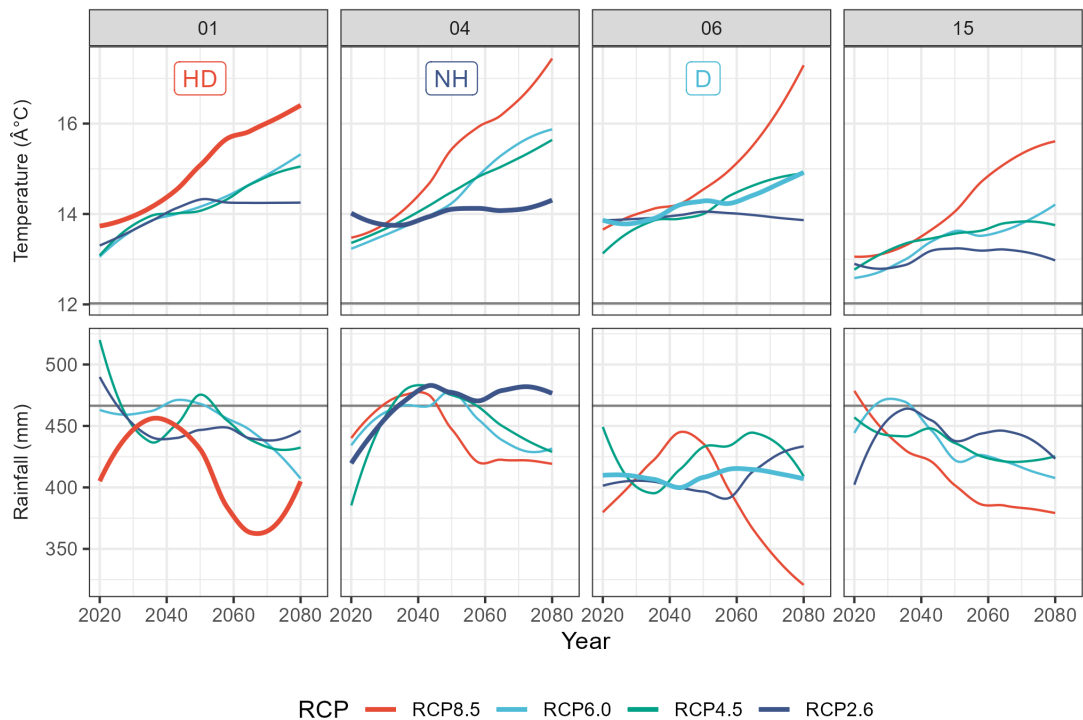 01 04 06 15
HD NH D
Temperature (Â°C)
16
14
12
Rainfall (mm)
500
450
400
350
2020 2040 2060 2080 2020 2040 2060 2080 2020 2040 2060 2080 2020 2040 2060 2080
Year
RCP RCP8.5 RCP6.0 RCP4.5 RCP2.6